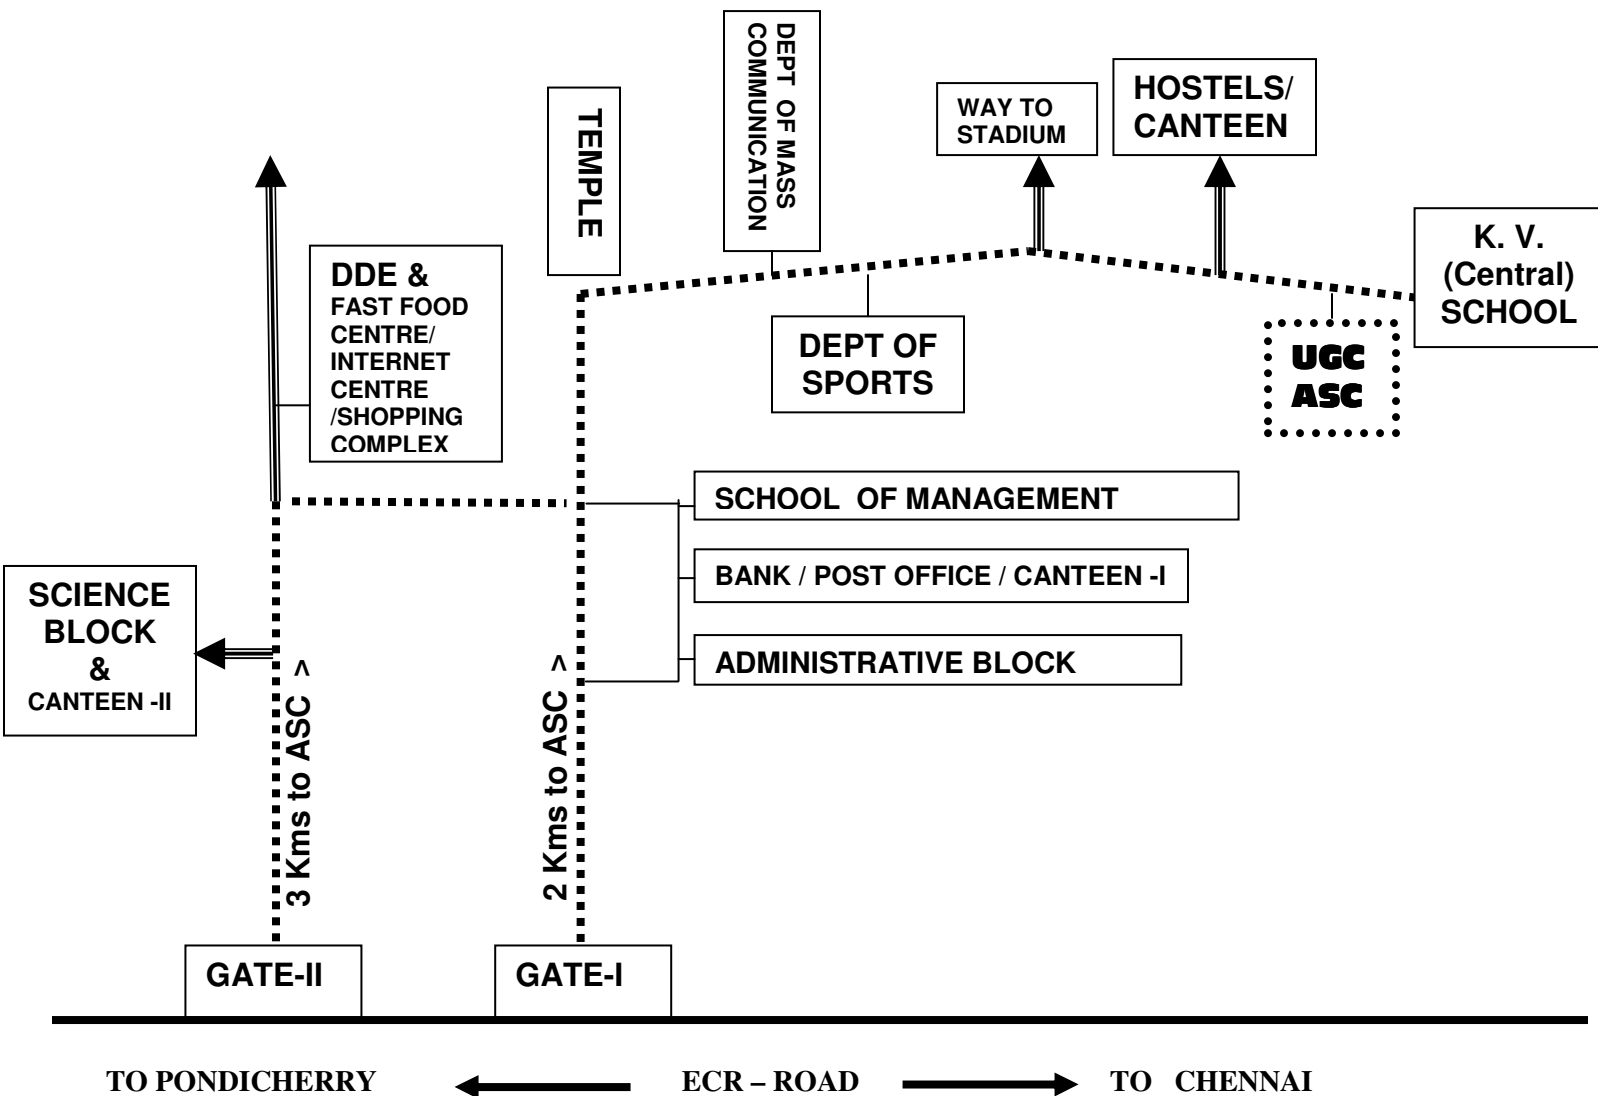 DEPT OF MASS
COMMUNICATION
TEMPLE
WAY TO
STADIUM
HOSTELS/
CANTEEN
K. V.
(Central)
SCHOOL
DDE &
FAST FOOD
CENTRE/
INTERNET
CENTRE
/SHOPPING
COMPLEX
DEPT OF
SPORTS
UGC
ASC
SCHOOL OF MANAGEMENT
BANK / POST OFFICE / CANTEEN -I
ADMINISTRATIVE BLOCK
SCIENCE
BLOCK
&
CANTEEN -II
3 Kms to ASC >
2 Kms to ASC >
GATE-II
GATE-I
TO PONDICHERRY ECR – ROAD TO CHENNAI